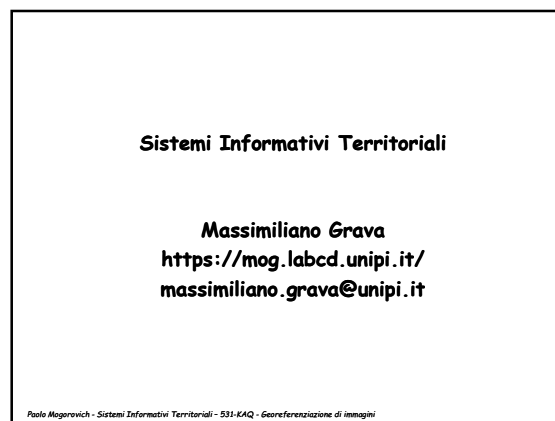 Sistemi Informativi Territoriali
Massimiliano Grava
https://mog.labcd.unipi.it/
massimiliano.grava@unipi.it
Paolo Mogorovich - Sistemi Informativi Territoriali - 531-KAQ - Georeferenziazione di immagini